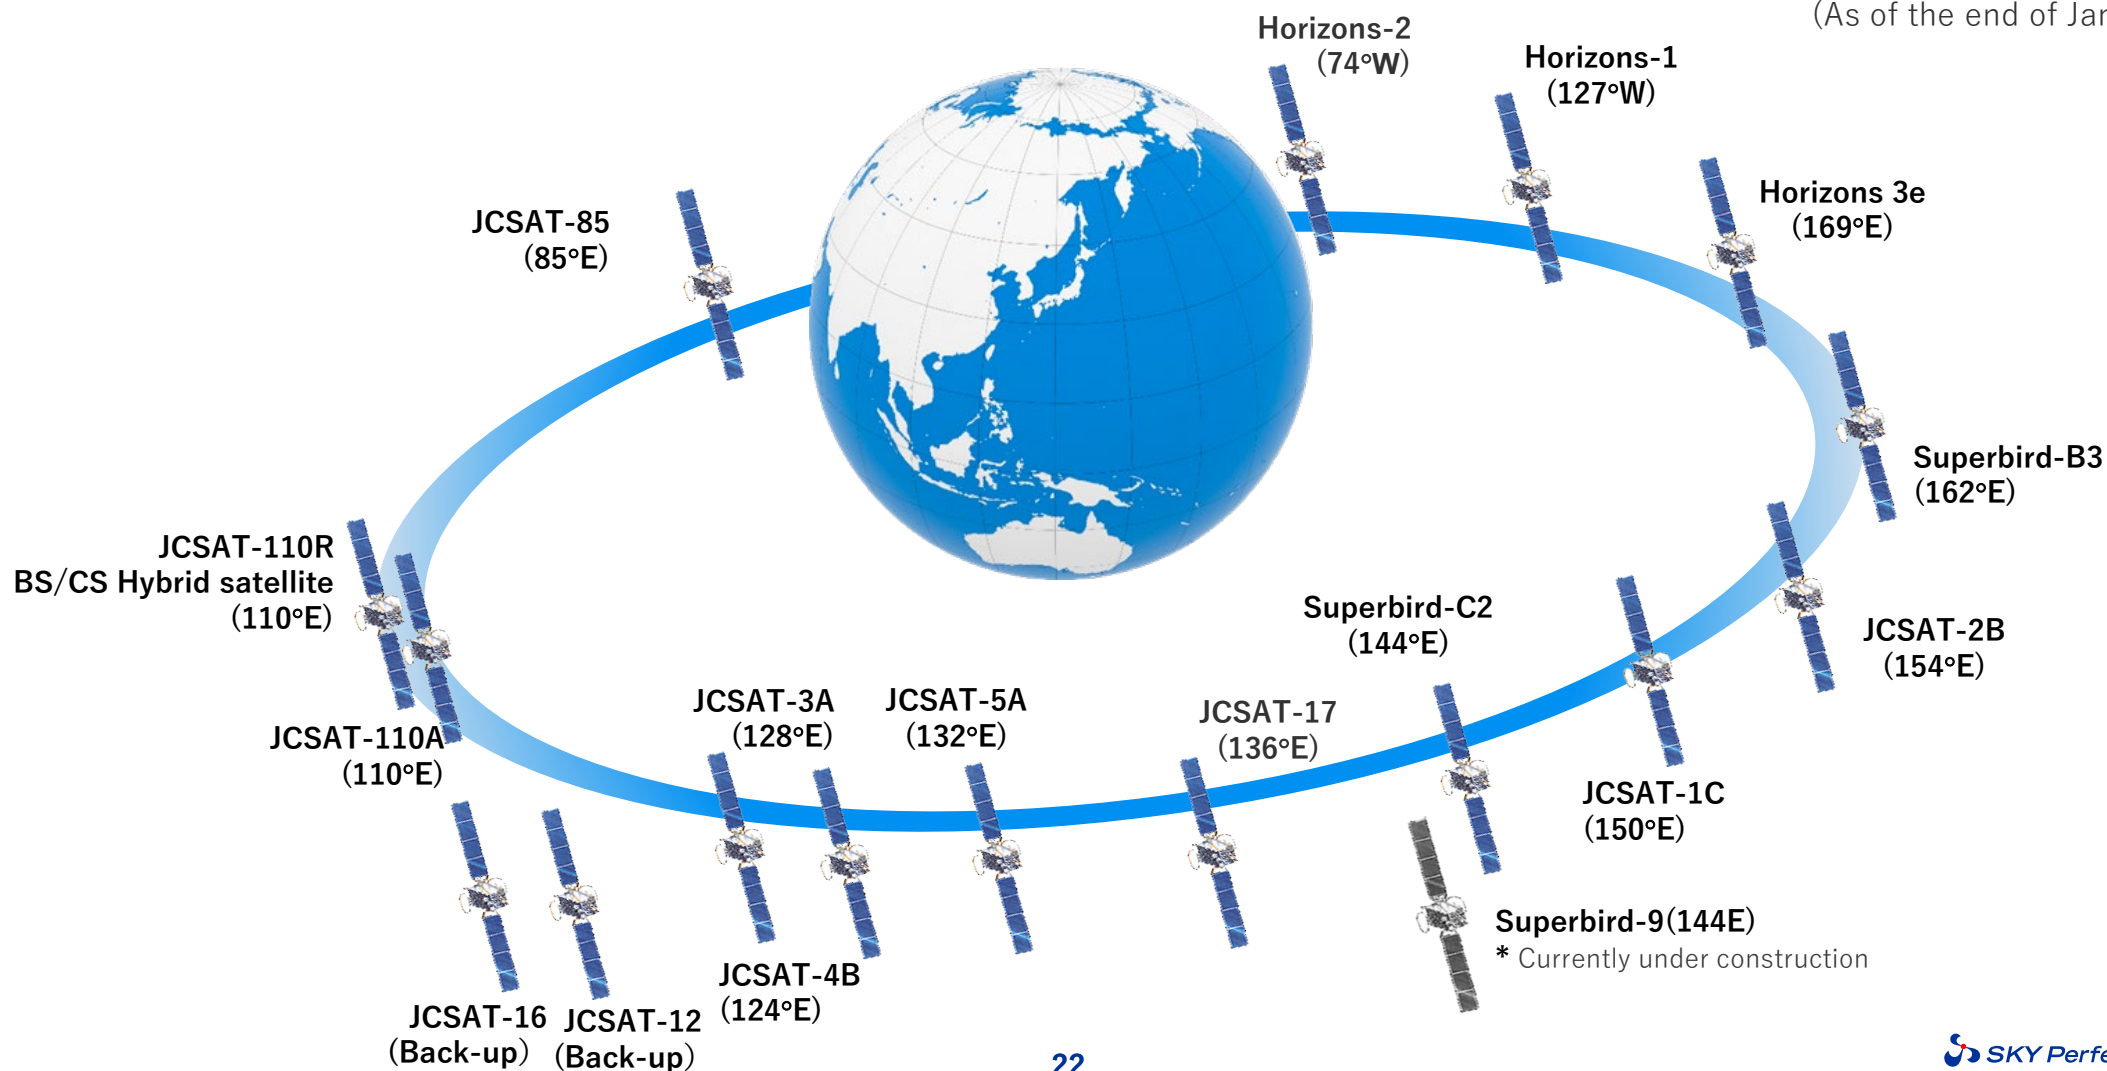 (As of the end of Jan
Horizons-2
(74°W)
Horizons-1
(127°W)
Horizons 3e
(169°E)
JCSAT-85
(85°E)
Superbird-B3
(162°E)
JCSAT-110R
BS/CS Hybrid satellite
(110°E)
Superbird-C2
(144°E)
JCSAT-2B
(154°E)
JCSAT-3A
(128°E)
JCSAT-5A
(132°E)
JCSAT-17
(136°E)
JCSAT-110A
(110°E)
JCSAT-1C
(150°E)
Superbird-9(144E)
* Currently under construction
JCSAT-4B
(124°E)
JCSAT-16
(Back-up)
JCSAT-12
(Back-up)
22
SKY Perfe